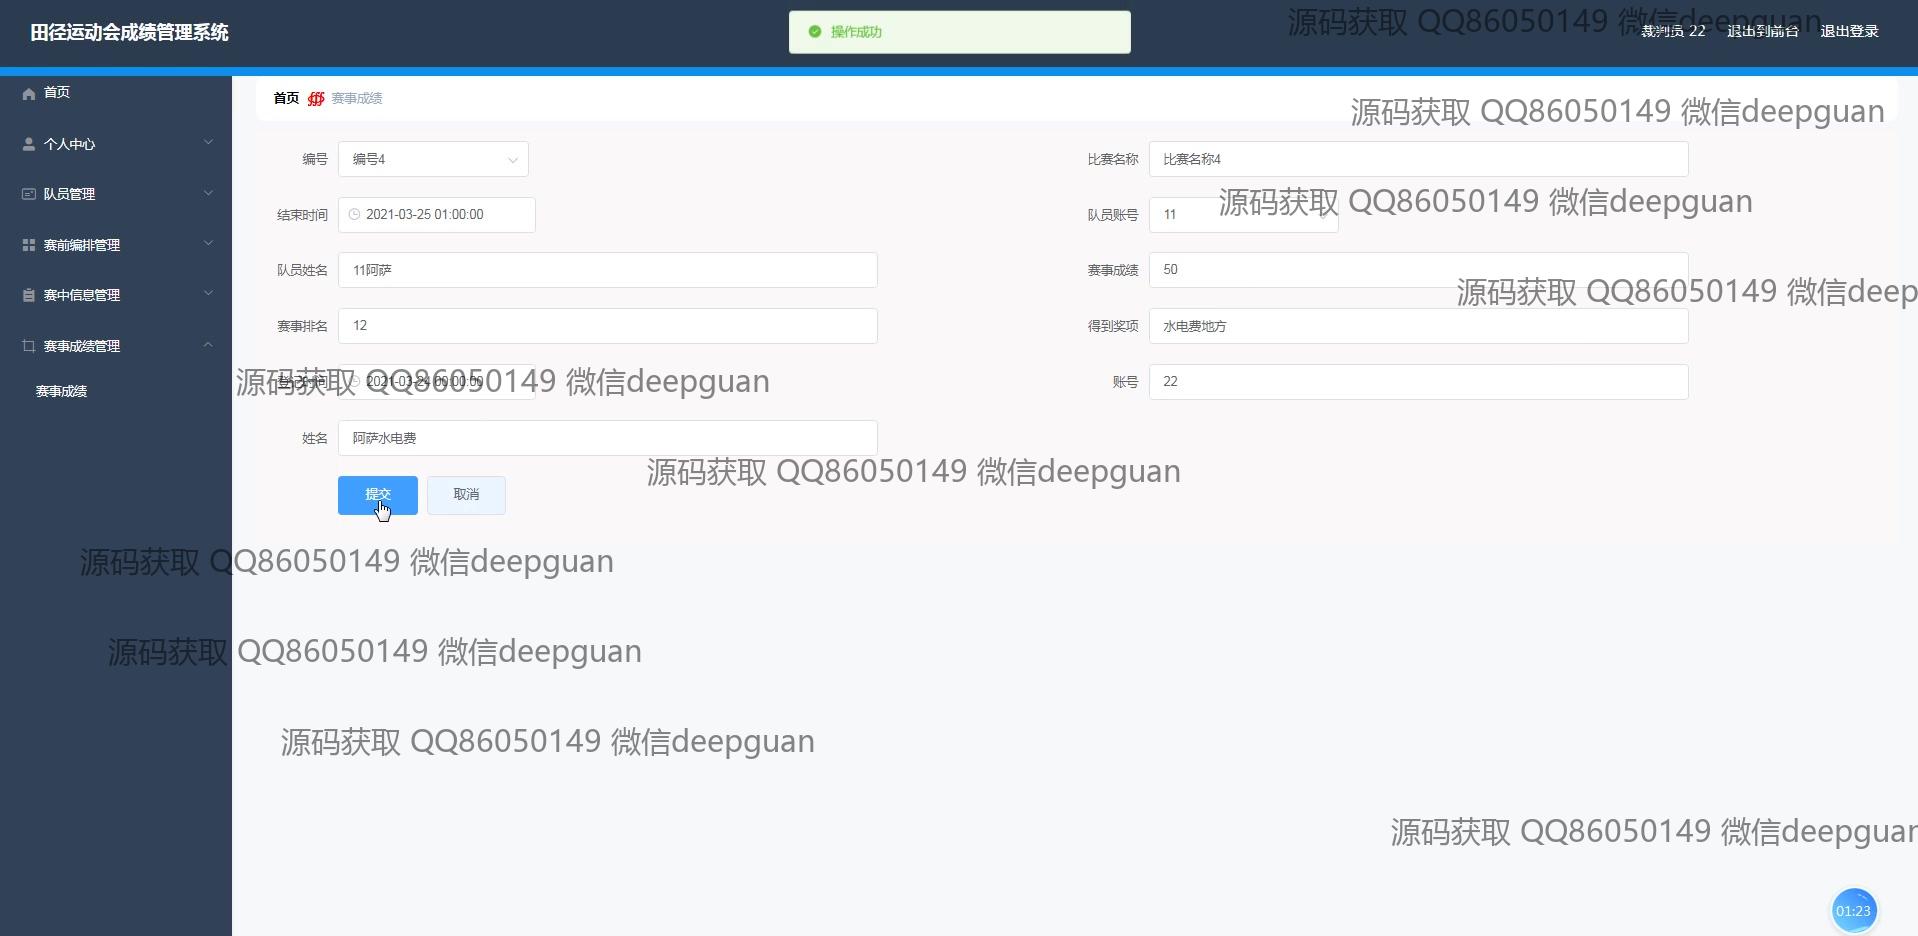 田径运动会成绩管理系统
操作成功
源码获取 QQ86050149 微信deepguan
裁判员 22 退出到前台 退出登录
首页
个人中心
队员管理
赛前编排管理
赛中信息管理
赛事成绩管理
赛事成绩
首页 赛事成绩
源码获取 QQ86050149 微信deepguan
编号 编号4
比赛名称 比赛名称4
结束时间 2021-03-25 01:00:00
队员账号 11
源码获取 QQ86050149 微信deepguan
队员姓名 11阿萨
赛事成绩 50
源码获取 QQ86050149 微信deep
赛事排名 12
得到奖项 水电费地方
登记时间 2021-03-24 00:00:00
源码获取 QQ86050149 微信deepguan
账号 22
姓名 阿萨水电费
源码获取 QQ86050149 微信deepguan
提交 取消
源码获取 QQ86050149 微信deepguan
源码获取 QQ86050149 微信deepguan
源码获取 QQ86050149 微信deepguan
源码获取 QQ86050149 微信deepguan
01:23